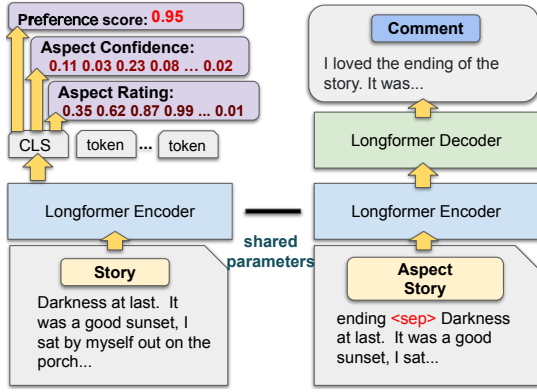 Preference score: 0.95
Aspect Confidence:
0.11 0.03 0.23 0.08 ... 0.02
Aspect Rating:
0.35 0.62 0.87 0.99 ... 0.01
CLS
token ... token
Longformer Encoder
Story
Darkness at last. It
was a good sunset, I
sat by myself out on the
porch...
shared
parameters
Comment
I loved the ending of the
story. It was...
Longformer Decoder
Longformer Encoder
Aspect
Story
ending <sep> Darkness
at last. It was a good
sunset, I sat...